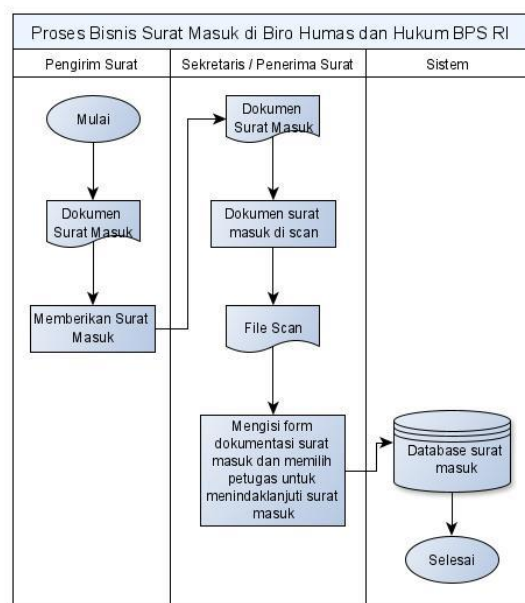 Proses Bisnis Surat Masuk di Biro Humas dan Hukum BPS RI
Pengirim Surat
Sekretaris / Penerima Surat
Sistem
Mulai
Dokumen
Surat Masuk
Memberikan Surat
Masuk
Dokumen
Surat Masuk
Dokumen surat
masuk di scan
File Scan
Mengisi form
dokumentasi surat
masuk dan memilih
petugas untuk
menindaklanjuti surat
masuk
Database surat
masuk
Selesai